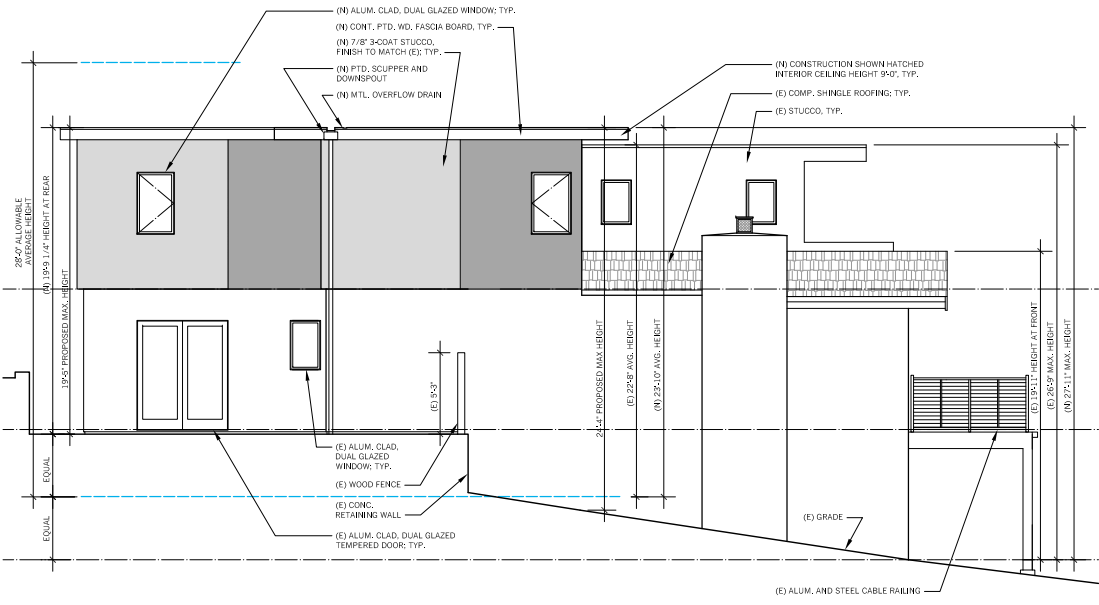 (N) ALUM. CLAD, DUAL GLAZED WINDOW; TYP.
(N) CONT. PTD. WD. FASCIA BOARD, TYP.
(N) 7/8" 3-COAT STUCCO,
FINISH TO MATCH (E); TYP.
(N) PTD. SCUPPER AND
DOWNSPOUT
(N) MTL. OVERFLOW DRAIN
(N) CONSTRUCTION SHOWN HATCHED
INTERIOR CEILING HEIGHT 9'-0", TYP.
(E) COMP. SHINGLE ROOFING; TYP.
(E) STUCCO, TYP.
28'-0" ALLOWABLE
AVERAGE HEIGHT
(N) 19'-9 1/4" HEIGHT AT REAR
19'-5" PROPOSED MAX. HEIGHT
EQUAL
EQUAL
(E) 5'-3"
24'-4" PROPOSED MAX HEIGHT
(E) 22'-8" AVG. HEIGHT
(N) 23'-10" AVG. HEIGHT
(E) 19'-11" HEIGHT AT FRONT
(E) 26'-9" MAX. HEIGHT
(N) 27'-11" MAX. HEIGHT
(E) ALUM. CLAD,
DUAL GLAZED
WINDOW; TYP.
(E) WOOD FENCE
(E) CONC.
RETAINING WALL
(E) ALUM. CLAD, DUAL GLAZED
TEMPERED DOOR; TYP.
(E) GRADE
(E) ALUM. AND STEEL CABLE RAILING